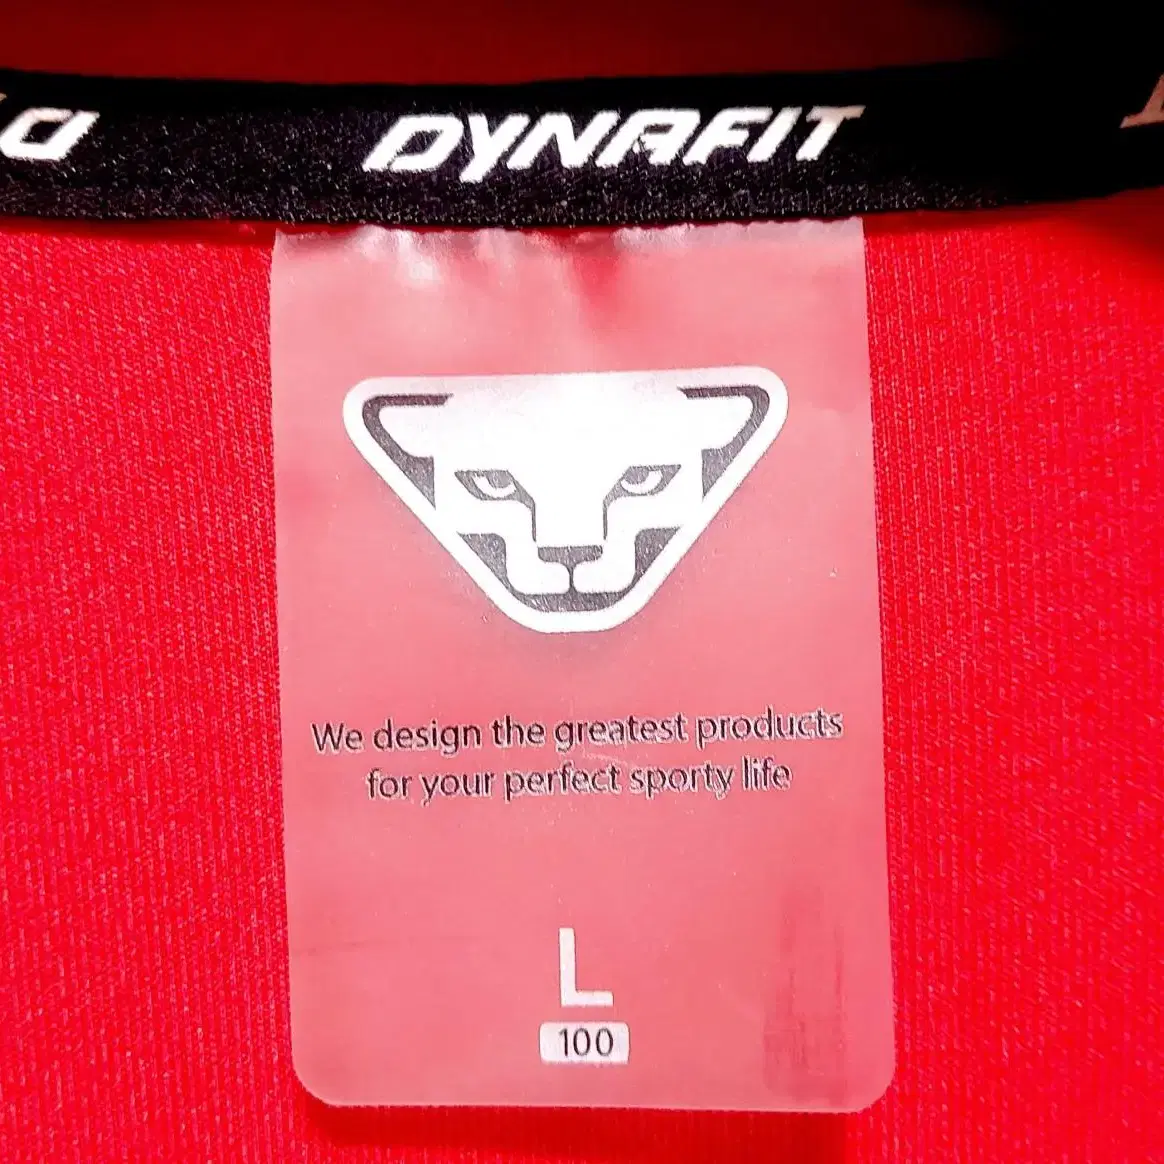 DYNAFIT
We design the greatest products
for your perfect sporty life
L
100